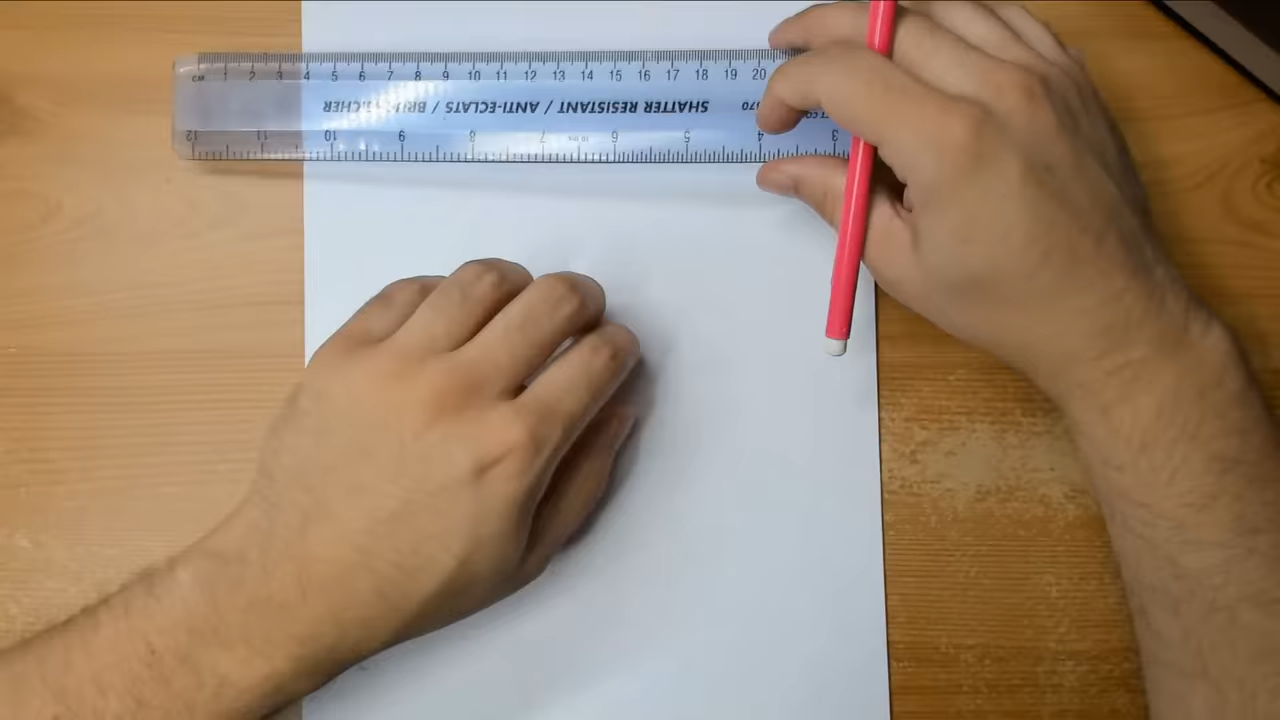 CM 1 2 3 4 5 6 7 8 9 10 11 12 13 14 15 16 17 18 19 20
SHATTER RESISTANT / ANTI-ECLATS / BRUCHSICHER
12 11 10 9 8 7 6 5 4 3